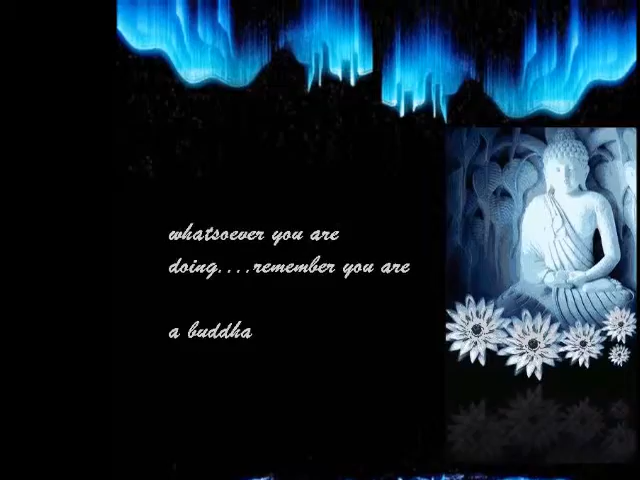 whatsoever you are
doing....remember you are
a buddha